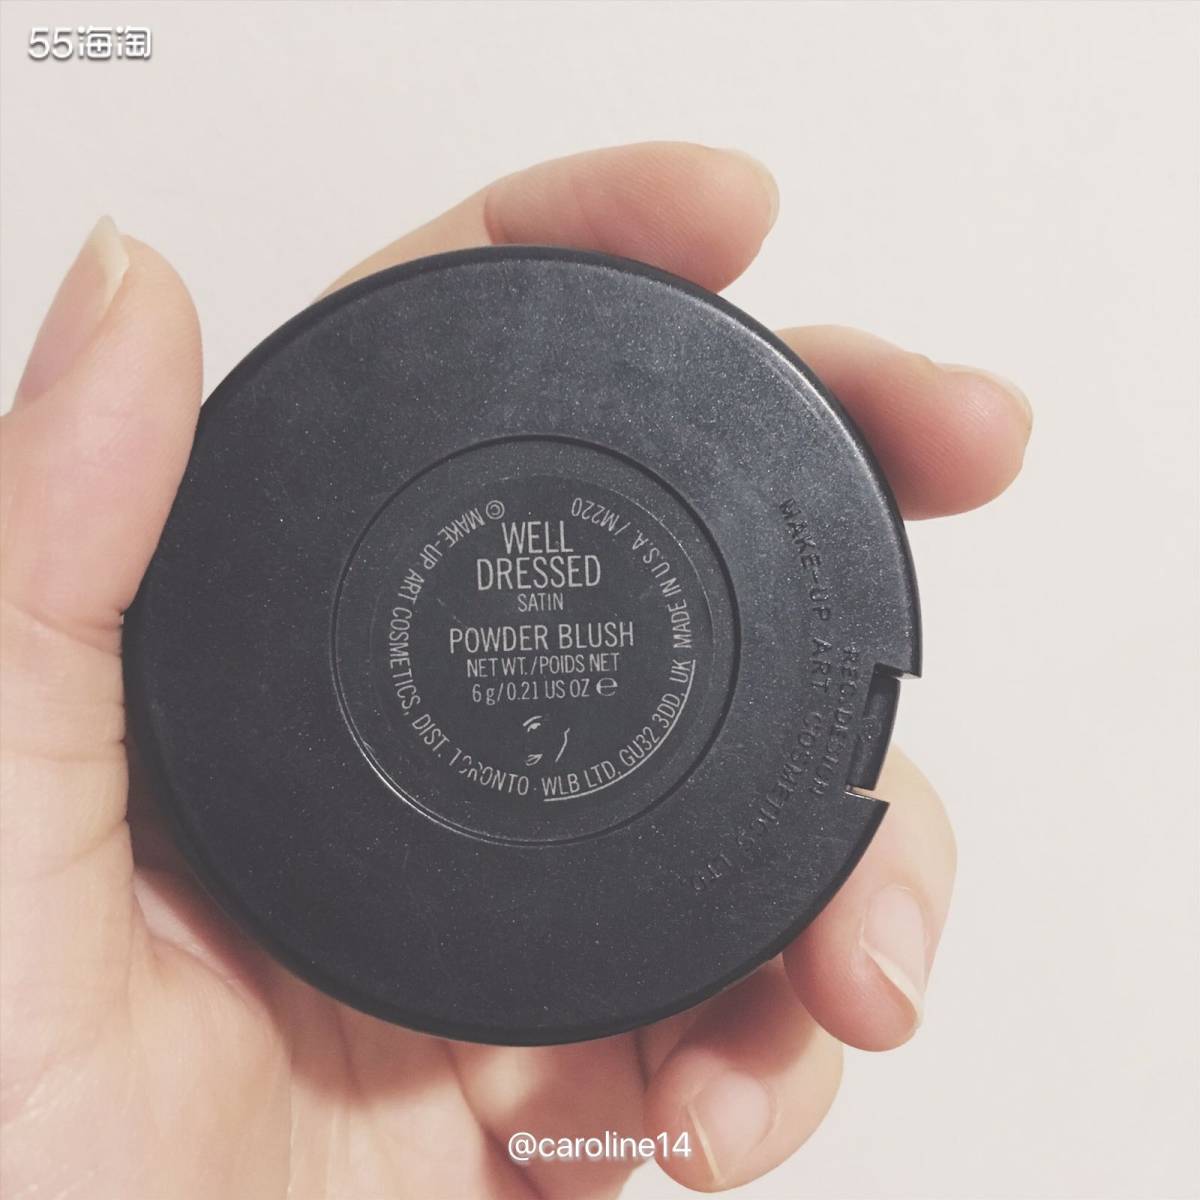 55海淘
WELL
DRESSED
SATIN
POWDER BLUSH
NET WT./POIDS NET
6 g/0.21 US OZ ℮
© MAKE-UP ART COSMETICS, DIST. TORONTO · WLB LTD, GU32 3DD, UK MADE IN U.S.A. / M220
MAKE-UP ART COSMETICS LTD.
REG. DESIGN
@caroline14